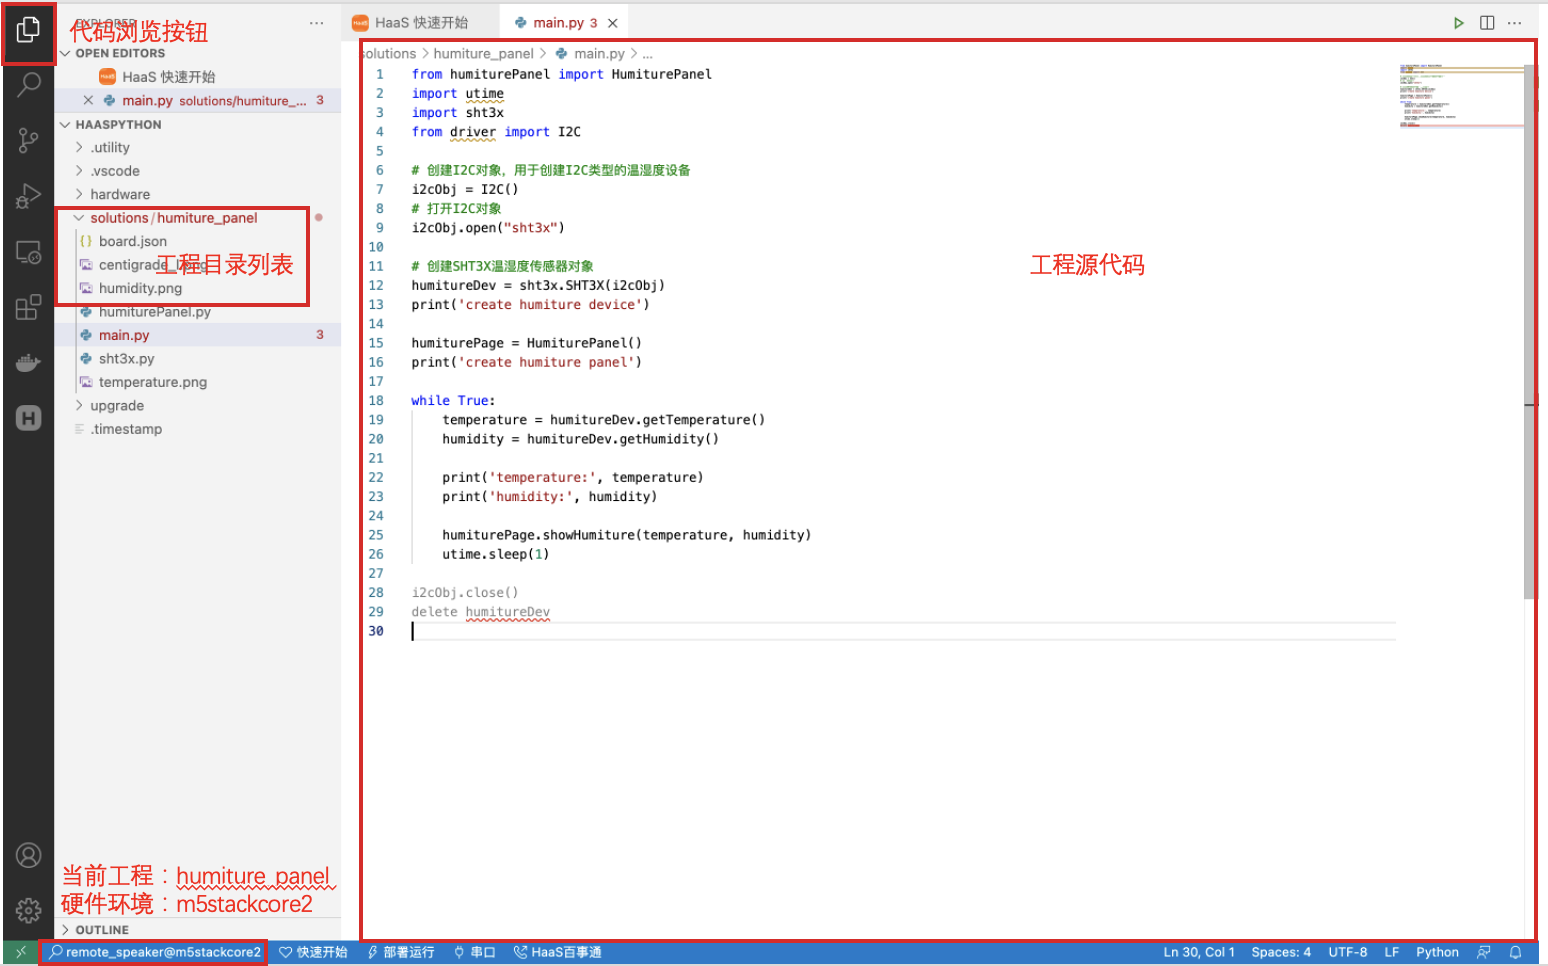 EXPLORER
代码浏览按钮
OPEN EDITORS
HaaS 快速开始
main.py solutions/humiture_... 3
HAASPYTHON
.utility
.vscode
hardware
solutions/humiture_panel
board.json
工程目录列表
humidity.png
humiturePanel.py
main.py 3
sht3x.py
temperature.png
upgrade
.timestamp
当前工程：humiture_panel
硬件环境：m5stackcore2
OUTLINE
HaaS 快速开始
main.py 3
solutions > humiture_panel > main.py > ...
1 from humiturePanel import HumiturePanel
2 import utime
3 import sht3x
4 from driver import I2C
5
6 # 创建I2C对象，用于创建I2C类型的温湿度设备
7 i2cObj = I2C()
8 # 打开I2C对象
9 i2cObj.open("sht3x")
10
11 # 创建SHT3X温湿度传感器对象
工程源代码
12 humitureDev = sht3x.SHT3X(i2cObj)
13 print('create humiture device')
14
15 humiturePage = HumiturePanel()
16 print('create humiture panel')
17
18 while True:
19 temperature = humitureDev.getTemperature()
20 humidity = humitureDev.getHumidity()
21
22 print('temperature:', temperature)
23 print('humidity:', humidity)
24
25 humiturePage.showHumiture(temperature, humidity)
26 utime.sleep(1)
27
28 i2cObj.close()
29 delete humitureDev
30
remote_speaker@m5stackcore2 快速开始 部署运行 串口 HaaS百事通 Ln 30, Col 1 Spaces: 4 UTF-8 LF Python